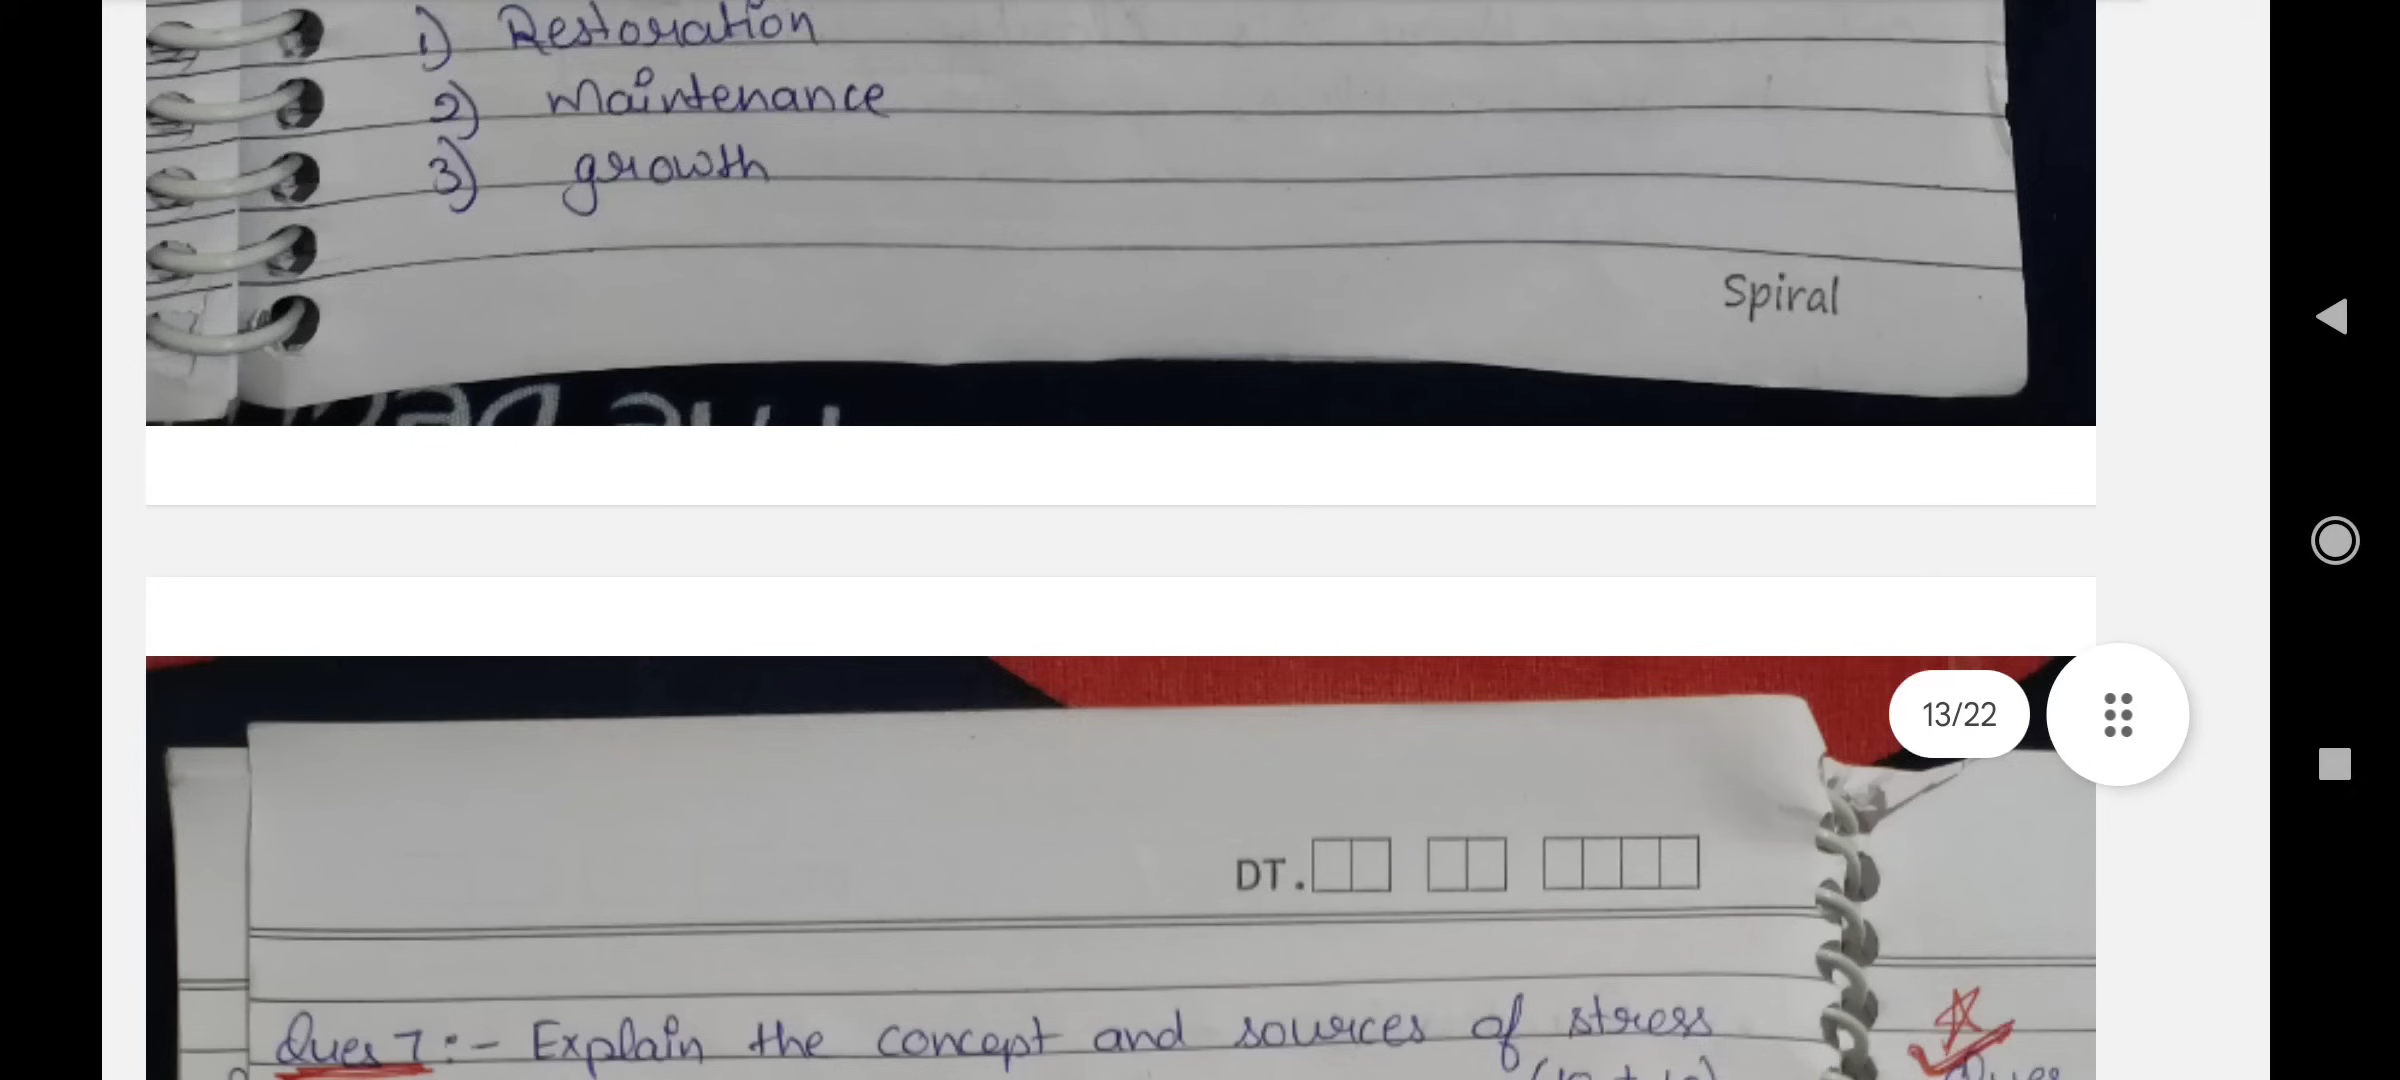 1) Restoration
2) Maintenance
3) growth
Spiral
13/22
DT.
Ques 7 :- Explain the concept and sources of stress